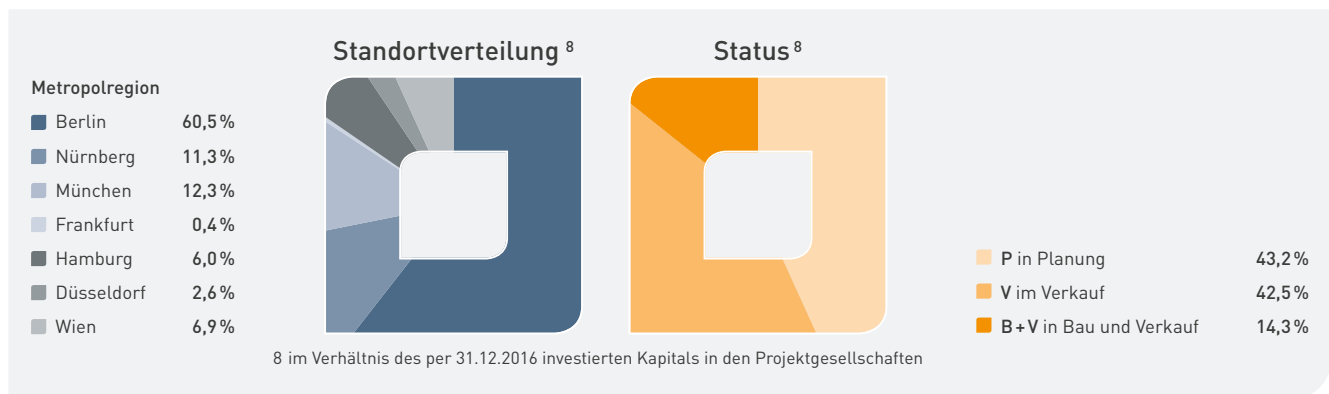 Standortverteilung 8
Status 8
Metropolregion
Berlin 60,5 %
Nürnberg 11,3 %
München 12,3 %
Frankfurt 0,4 %
Hamburg 6,0 %
Düsseldorf 2,6 %
Wien 6,9 %
P in Planung 43,2 %
V im Verkauf 42,5 %
B + V in Bau und Verkauf 14,3 %
8 im Verhältnis des per 31.12.2016 investierten Kapitals in den Projektgesellschaften